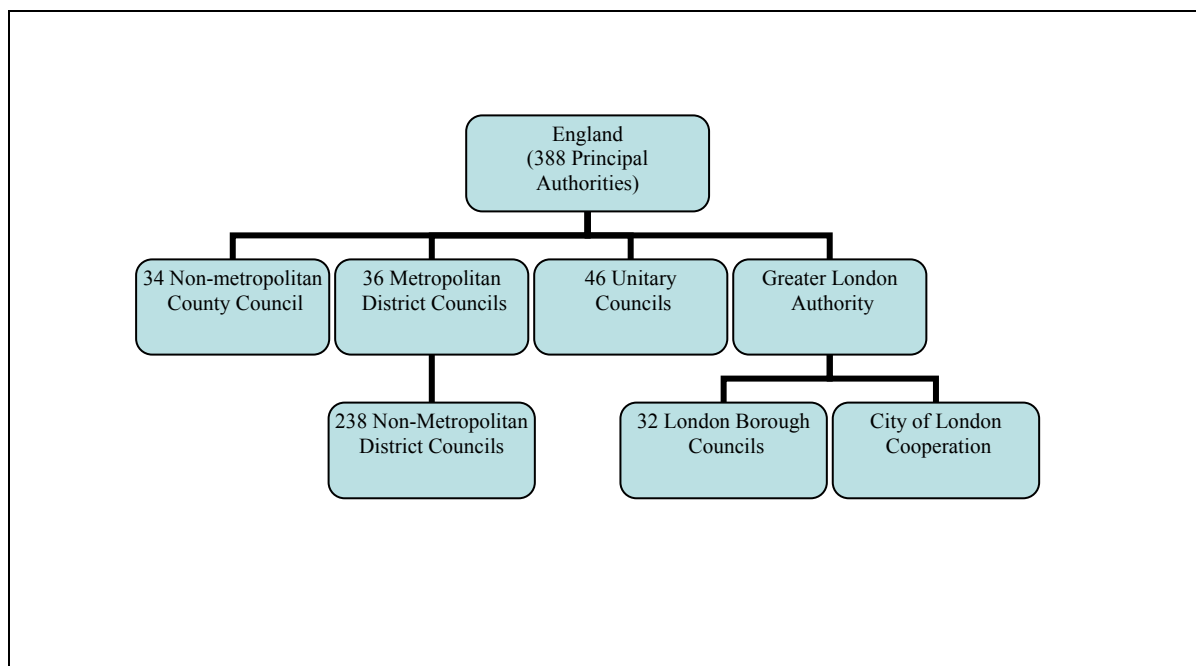 England
(388 Principal
Authorities)
34 Non-metropolitan
County Council
36 Metropolitan
District Councils
46 Unitary
Councils
Greater London
Authority
238 Non-Metropolitan
District Councils
32 London Borough
Councils
City of London
Cooperation